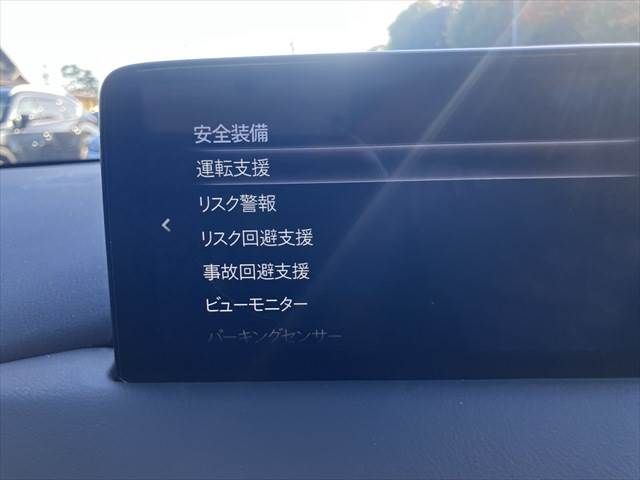 安全装備
運転支援
リスク警報
リスク回避支援
事故回避支援
ビューモニター
パーキングセンサー